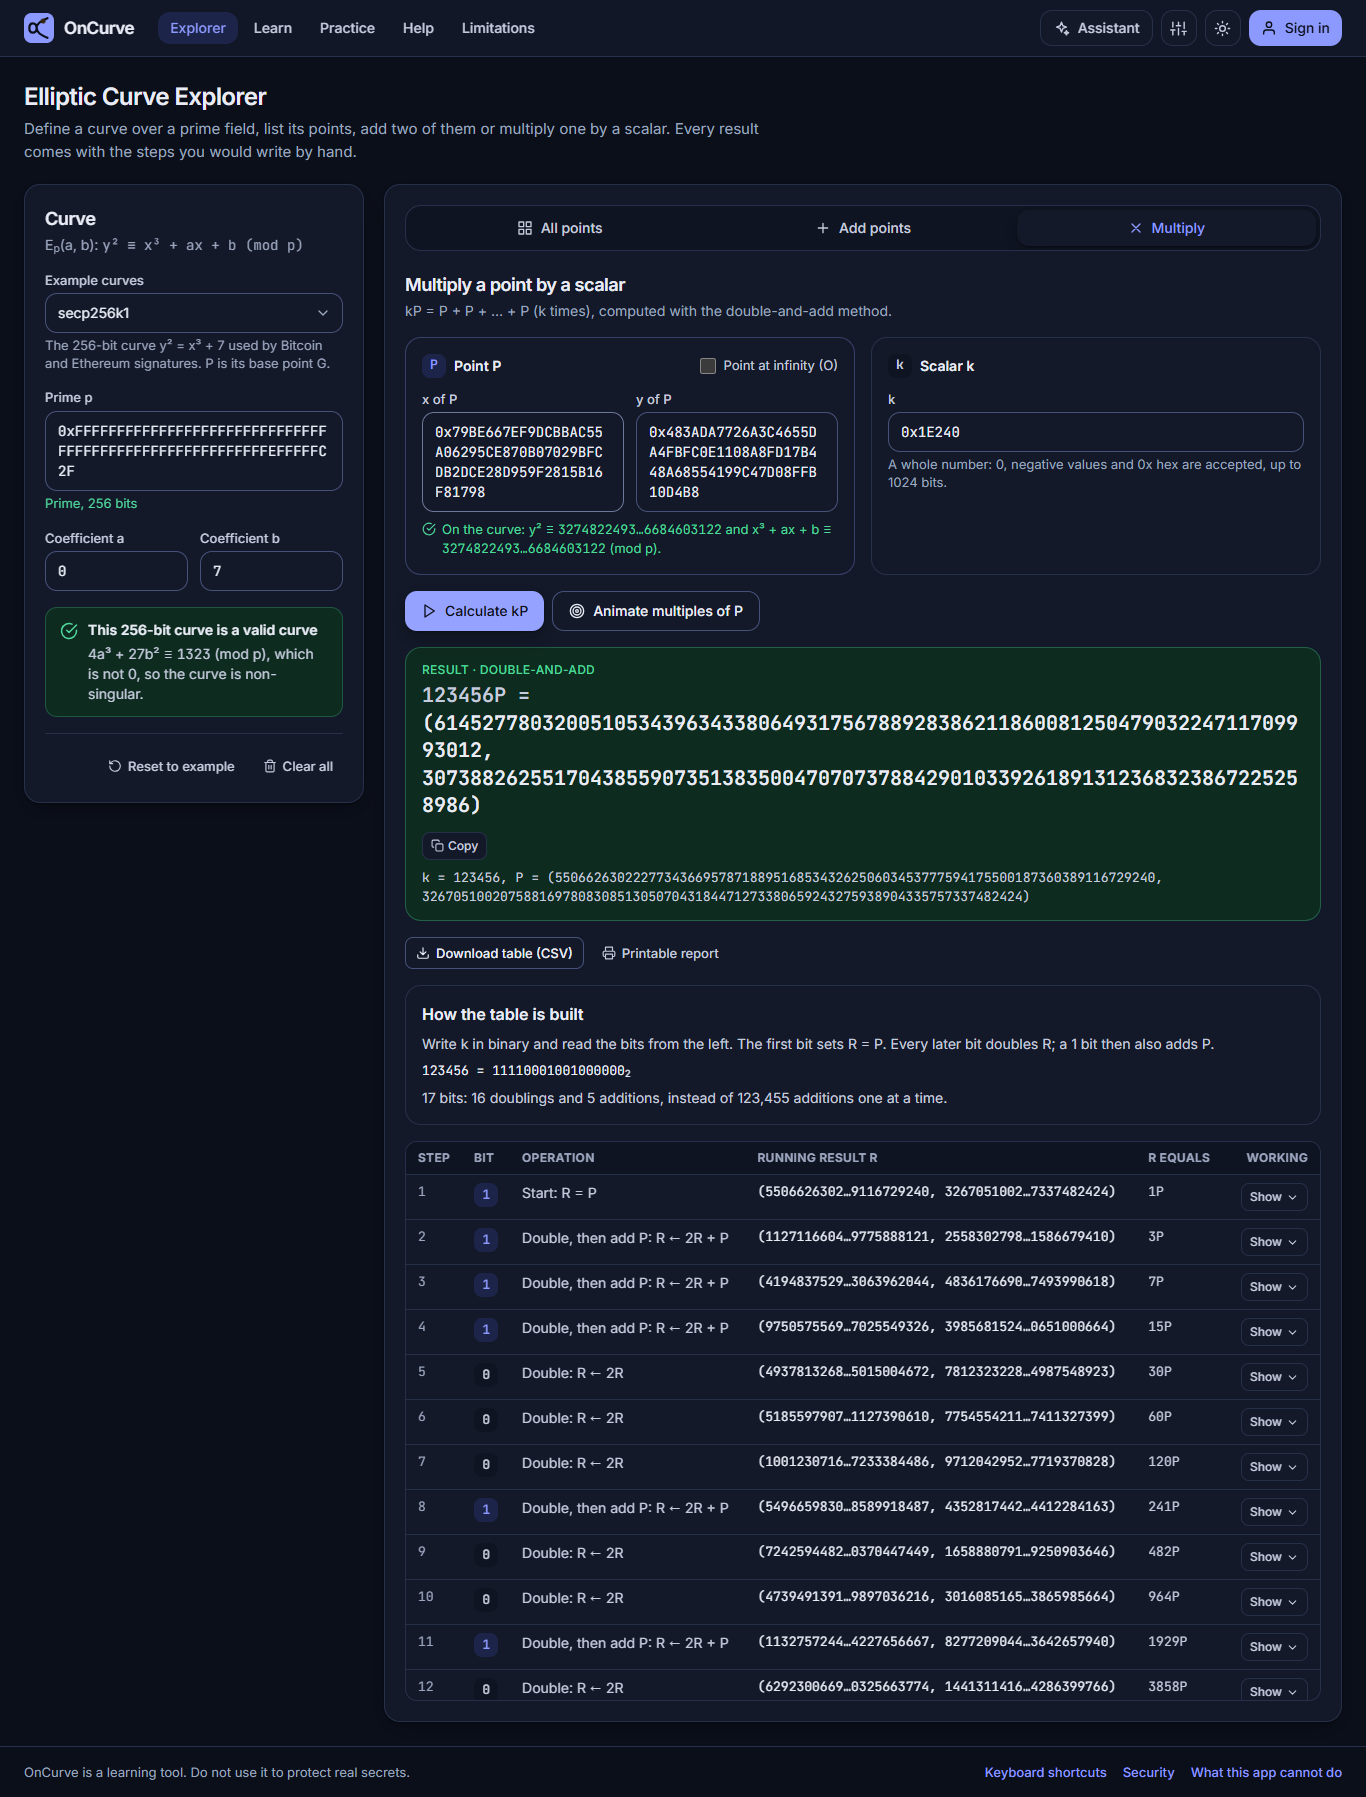 OnCurve
Explorer
Learn
Practice
Help
Limitations
Assistant
Sign in
Elliptic Curve Explorer
Define a curve over a prime field, list its points, add two of them or multiply one by a scalar. Every result
comes with the steps you would write by hand.
Curve
Eₚ(a, b): y² ≡ x³ + ax + b (mod p)
Example curves
secp256k1
The 256-bit curve y² = x³ + 7 used by Bitcoin
and Ethereum signatures. P is its base point G.
Prime p
0xFFFFFFFFFFFFFFFFFFFFFFFFFFFFFF
FFFFFFFFFFFFFFFFFFFFFFFFFEFFFFFC
2F
Prime, 256 bits
Coefficient a
Coefficient b
0
7
This 256-bit curve is a valid curve
4a³ + 27b² ≡ 1323 (mod p), which
is not 0, so the curve is non-
singular.
Reset to example
Clear all
All points
Add points
Multiply
Multiply a point by a scalar
kP = P + P + … + P (k times), computed with the double-and-add method.
P
Point P
Point at infinity (O)
x of P
y of P
0x79BE667EF9DCBBAC55
A06295CE870B07029BFC
DB2DCE28D959F2815B16
F81798
0x483ADA7726A3C4655D
A4FBFC0E1108A8FD17B4
48A68554199C47D08FFB
10D4B8
On the curve: y² ≡ 3274822493…6684603122 and x³ + ax + b ≡
3274822493…6684603122 (mod p).
k
Scalar k
k
0x1E240
A whole number: 0, negative values and 0x hex are accepted, up to
1024 bits.
Calculate kP
Animate multiples of P
RESULT · DOUBLE-AND-ADD
123456P =
(61452778032005105343963433806493175678892838621186008125047903224711709
93012,
30738826255170438559073513835004707073788429010339261891312368323867225​25
8986)
Copy
k = 123456, P = (55066263022277343669578718895168534326250603453777594175500187360389116729240,
32670510020758816978083085130507043184471273380659243275938904335757337482424)
Download table (CSV)
Printable report
How the table is built
Write k in binary and read the bits from the left. The first bit sets R = P. Every later bit doubles R; a 1 bit then also adds P.
123456 = 11110001001000000₂
17 bits: 16 doublings and 5 additions, instead of 123,455 additions one at a time.
STEP BIT OPERATION RUNNING RESULT R R EQUALS WORKING
1 1 Start: R = P (5506626302…9116729240, 3267051002…7337482424) 1P Show
2 1 Double, then add P: R ← 2R + P (1127116604…9775888121, 2558302798…1586679410) 3P Show
3 1 Double, then add P: R ← 2R + P (4194837529…3063962044, 4836176690…7493990618) 7P Show
4 1 Double, then add P: R ← 2R + P (9750575569…7025549326, 3985681524…0651000664) 15P Show
5 0 Double: R ← 2R (4937813268…5015004672, 7812323228…4987548923) 30P Show
6 0 Double: R ← 2R (5185597907…1127390610, 7754554211…7411327399) 60P Show
7 0 Double: R ← 2R (1001230716…7233384486, 9712042952…7719370828) 120P Show
8 1 Double, then add P: R ← 2R + P (5496659830…8589918487, 4352817442…4412284163) 241P Show
9 0 Double: R ← 2R (7242594482…0370447449, 1658880791…9250903646) 482P Show
10 0 Double: R ← 2R (4739491391…9897036216, 3016085165…3865985664) 964P Show
11 1 Double, then add P: R ← 2R + P (1132757244…4227656667, 8277209044…3642657940) 1929P Show
12 0 Double: R ← 2R (6292300669…0325663774, 1441311416…4286399766) 3858P Show
OnCurve is a learning tool. Do not use it to protect real secrets.
Keyboard shortcuts
Security
What this app cannot do